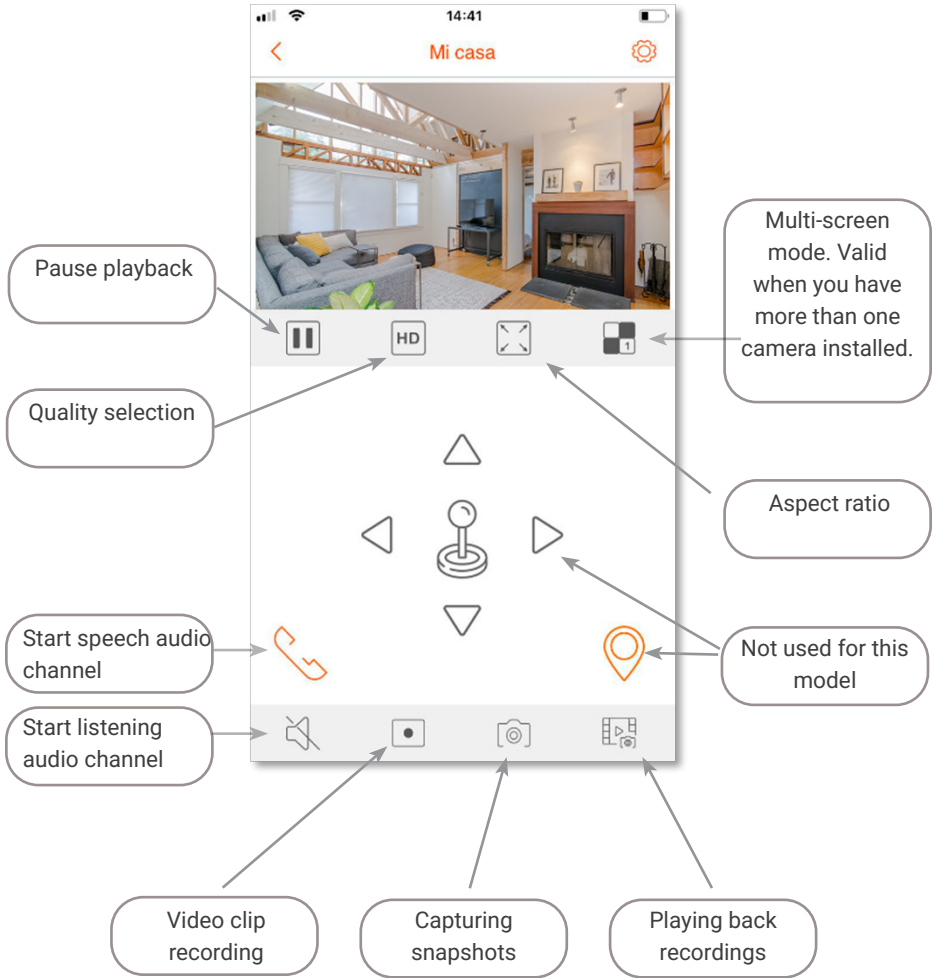 14:41
Mi casa
Pause playback
HD
1
Multi-screen
mode. Valid
when you have
more than one
camera installed.
Quality selection
Aspect ratio
Start speech audio
channel
Not used for this
model
Start listening
audio channel
Video clip
recording
Capturing
snapshots
Playing back
recordings